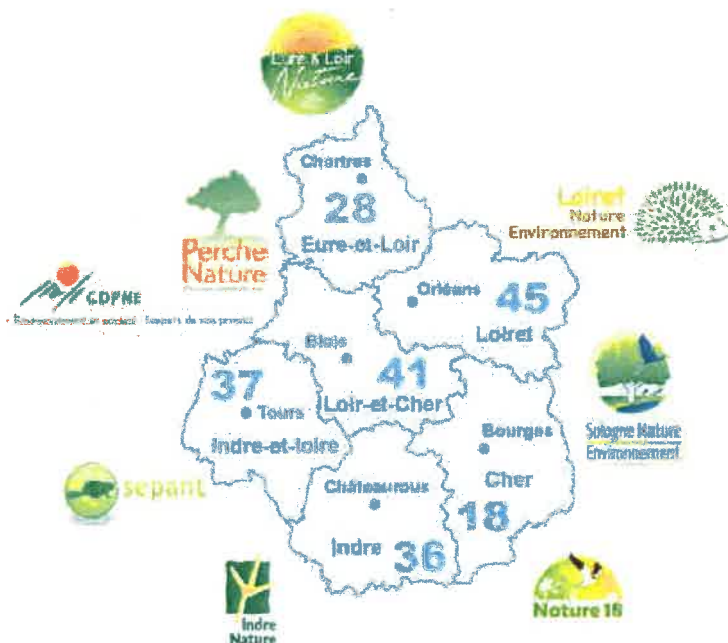 Eure & Loir
Nature
Chartres
28
Eure-et-Loir
Perche
Nature
Loiret
Nature
Environnement
CDPNE
Orléans
45
Loiret
Blois
41
Loir-et-Cher
37
Tours
Indre-et-loire
Bourges
Cher
18
Sologne Nature
Environnement
sepant
Châteauroux
Indre
36
Indre
Nature
Nature 18